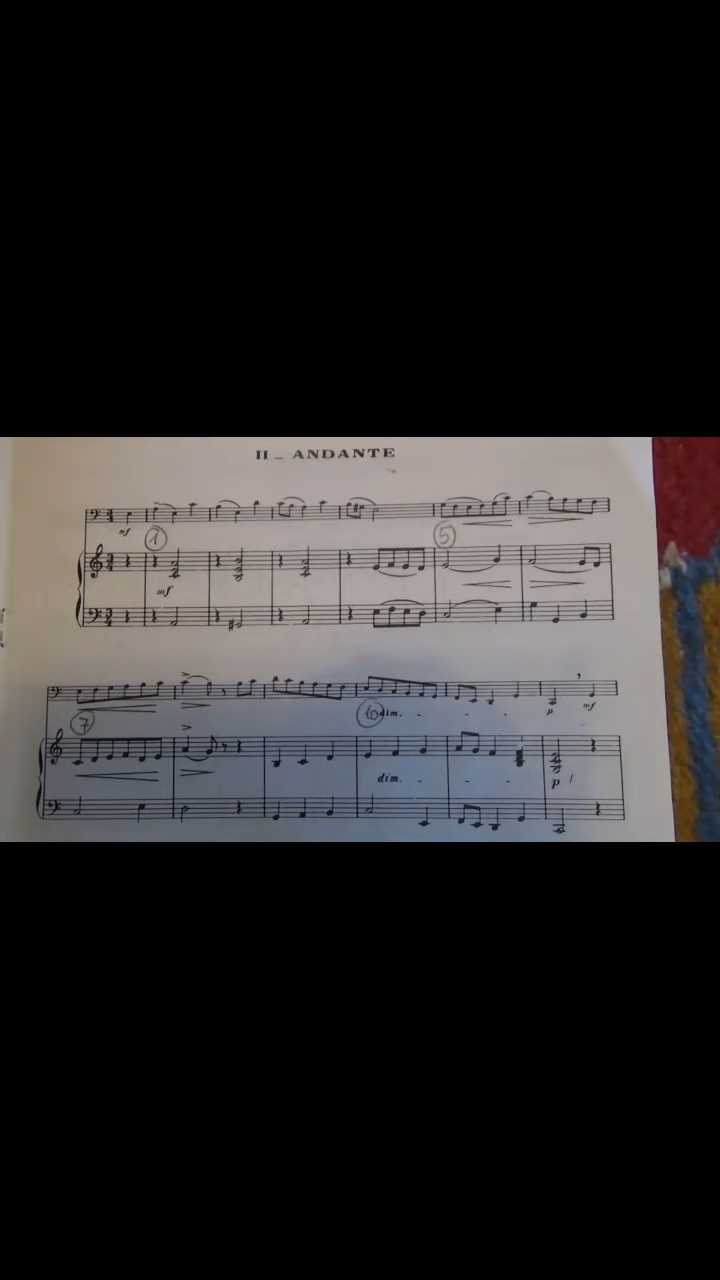 II _ ANDANTE
mf
1
5
mf
7
10 dim. - - - p mf
dim. - - - p